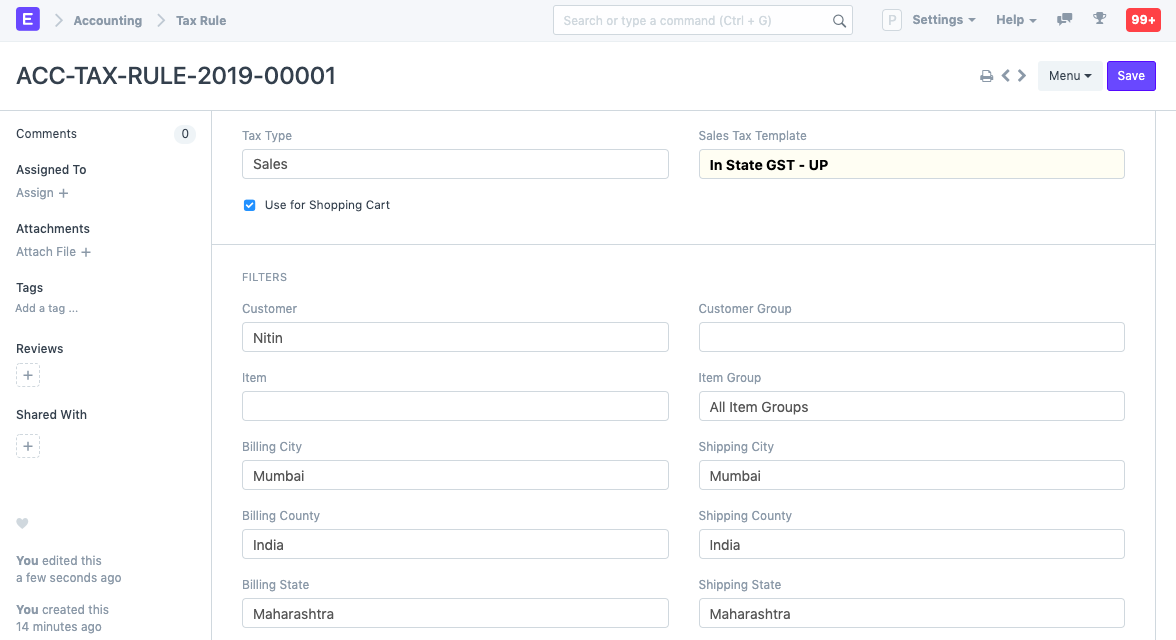 E Accounting Tax Rule Search or type a command (Ctrl + G) P Settings Help 99+
ACC-TAX-RULE-2019-00001 Menu Save
Comments 0
Assigned To
Assign +
Attachments
Attach File +
Tags
Add a tag ...
Reviews
+
Shared With
+
You edited this
a few seconds ago
You created this
14 minutes ago
Tax Type
Sales
Sales Tax Template
In State GST - UP
Use for Shopping Cart
FILTERS
Customer
Nitin
Customer Group
Item
Item Group
All Item Groups
Billing City
Mumbai
Shipping City
Mumbai
Billing County
India
Shipping County
India
Billing State
Maharashtra
Shipping State
Maharashtra